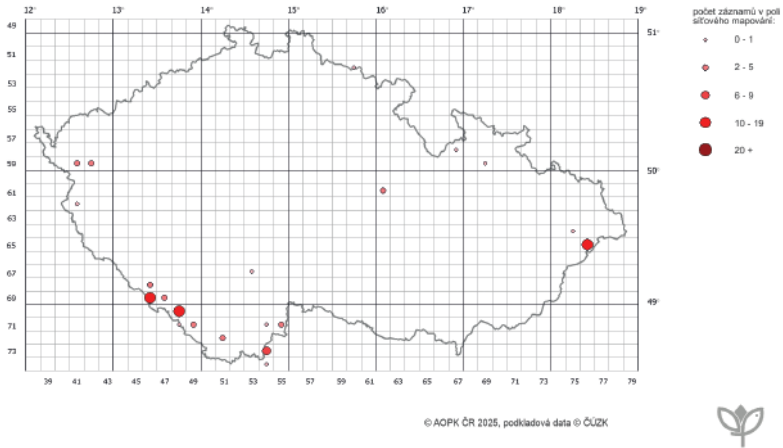 12° 13° 14° 15° 16° 17° 18° 19°
počet záznamů v poli
síťového mapování:
49 51°
0 - 1
51
2 - 5
53
6 - 9
55
10 - 19
57
20 +
59 50°
61
63
65
67
69 49°
71
73
39 41 43 45 47 49 51 53 55 61 63 65 67 69 71 73 75 77 79
© AOPK ČR 2025, podkladová data © ČÚZK